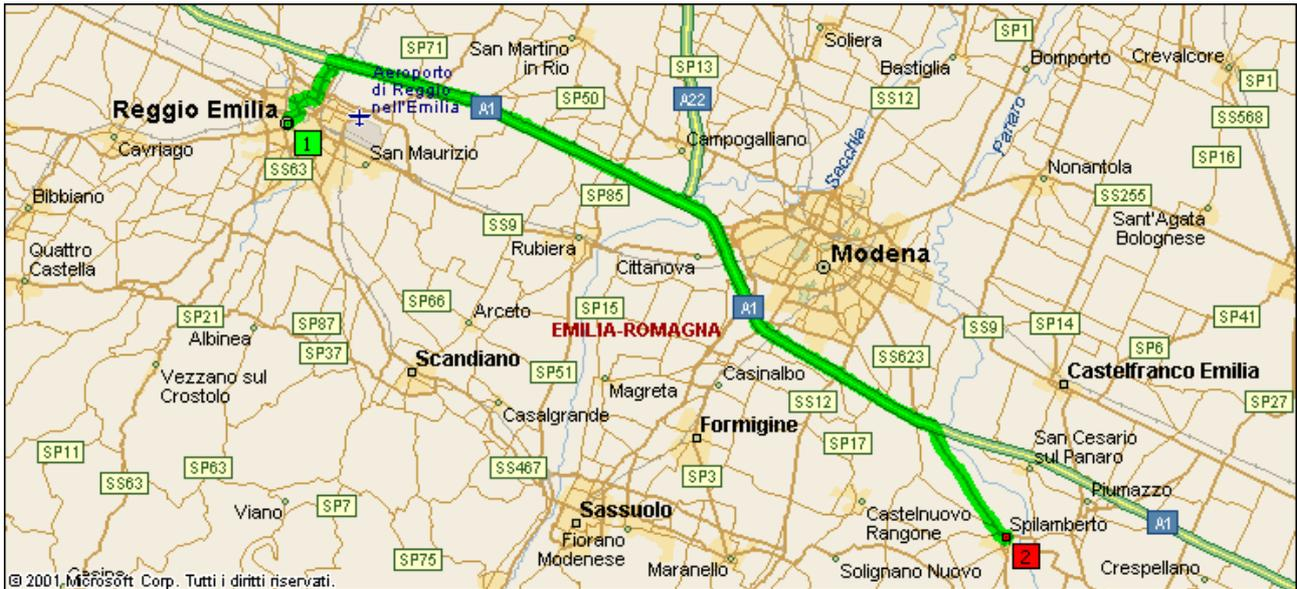 SP71
San Martino
in Rio
SP13
Soliera
Bastiglia
SP1
Bomporto
Crevalcore
SP1
Aeroporto
di Reggio
nell'Emilia
SP50
A22
SS12
Panaro
SS568
Reggio Emilia
A1
1
Cavriago
San Maurizio
Campogalliano
Secchia
SP16
SS63
Nonantola
Bibbiano
SP85
SS255
Sant'Agata
Bolognese
SS9
Rubiera
Quattro
Castella
Cittanova
Modena
SP66
Arceto
SP15
A1
SP21
Albinea
SP87
EMILIA-ROMAGNA
SS9
SP14
SP41
SP37
Scandiano
SS623
SP6
Vezzano sul
Crostolo
SP51
Magreta
Casinalbo
Castelfranco Emilia
Casalgrande
SS12
SP27
Formigine
SP17
San Cesario
sul Panaro
SP11
SP63
SS63
SS467
SP3
Piumazzo
Viano
SP7
Sassuolo
Fiorano
Modenese
Castelnuovo
Rangone
Spilamberto
A1
2
SP75
Maranello
Solignano Nuovo
Crespellano
© 2001 Microsoft Corp. Tutti i diritti riservati.